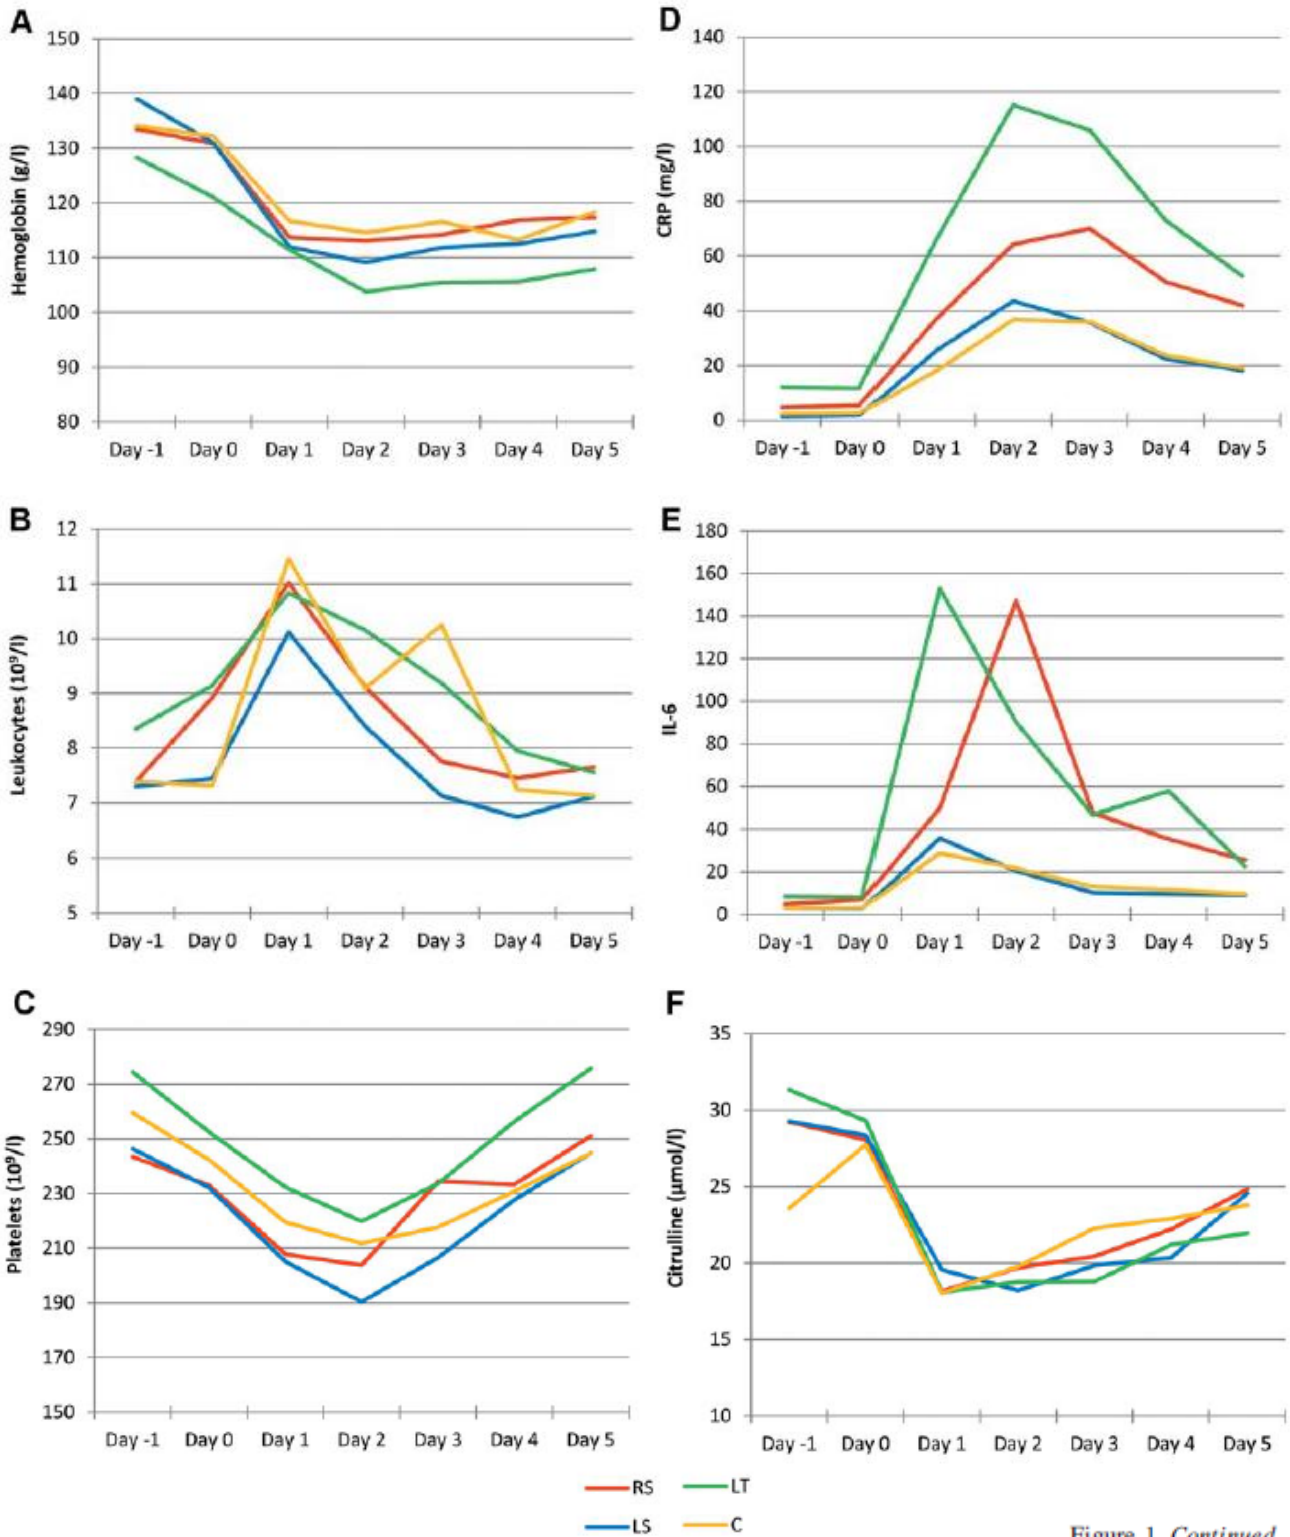 A
Hemoglobin (g/l)
150
140
130
120
110
100
90
80
Day -1 Day 0 Day 1 Day 2 Day 3 Day 4 Day 5
D
CRP (mg/l)
140
120
100
80
60
40
20
0
Day -1 Day 0 Day 1 Day 2 Day 3 Day 4 Day 5
B
Leukocytes (10⁹/l)
12
11
10
9
8
7
6
5
Day -1 Day 0 Day 1 Day 2 Day 3 Day 4 Day 5
E
IL-6
180
160
140
120
100
80
60
40
20
0
Day -1 Day 0 Day 1 Day 2 Day 3 Day 4 Day 5
C
Platelets (10⁹/l)
290
270
250
230
210
190
170
150
Day -1 Day 0 Day 1 Day 2 Day 3 Day 4 Day 5
F
Citrulline (µmol/l)
35
30
25
20
15
10
Day -1 Day 0 Day 1 Day 2 Day 3 Day 4 Day 5
RS LT
LS C
Figure 1. Continued